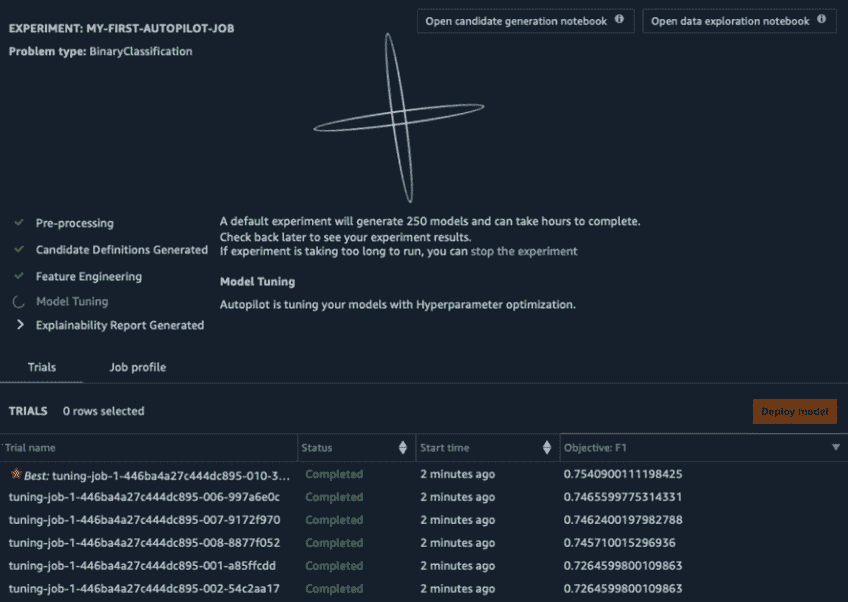 Open candidate generation notebook
Open data exploration notebook
EXPERIMENT: MY-FIRST-AUTOPILOT-JOB
Problem type: BinaryClassification
Pre-processing
Candidate Definitions Generated
Feature Engineering
Model Tuning
Explainability Report Generated
A default experiment will generate 250 models and can take hours to complete.
Check back later to see your experiment results.
If experiment is taking too long to run, you can stop the experiment
Model Tuning
Autopilot is tuning your models with Hyperparameter optimization.
Trials Job profile
TRIALS 0 rows selected
Deploy model
Trial name Status Start time Objective: F1
Best: tuning-job-1-446ba4a27c444dc895-010-3... Completed 2 minutes ago 0.7540900111198425
tuning-job-1-446ba4a27c444dc895-006-997a6e0c Completed 2 minutes ago 0.7465599775314331
tuning-job-1-446ba4a27c444dc895-007-9172f970 Completed 2 minutes ago 0.7462400197982788
tuning-job-1-446ba4a27c444dc895-008-8877f052 Completed 2 minutes ago 0.745710015296936
tuning-job-1-446ba4a27c444dc895-001-a85ffcdd Completed 2 minutes ago 0.7264599800109863
tuning-job-1-446ba4a27c444dc895-002-54c2aa17 Completed 2 minutes ago 0.7264599800109863